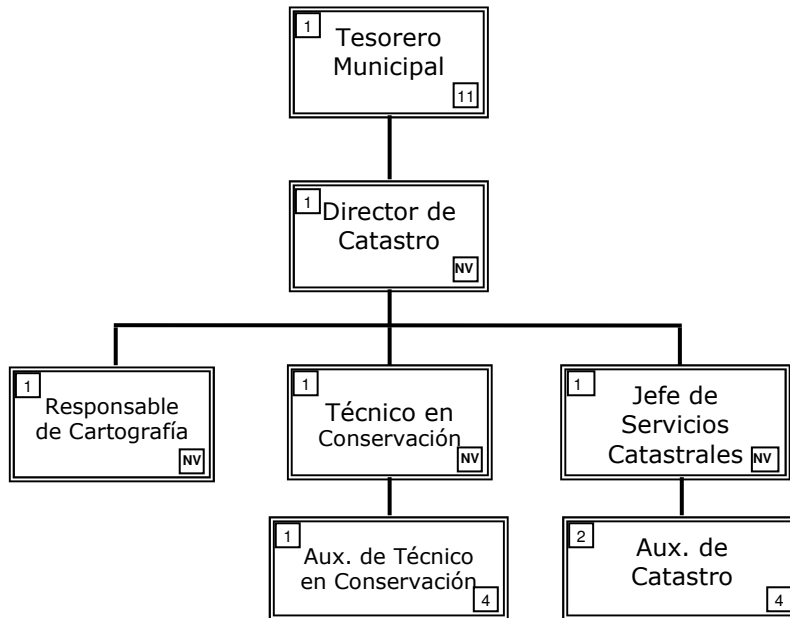 1
Tesorero
Municipal
11
1
Director de
Catastro
NV
1
Responsable
de Cartografía
NV
1
Técnico en
Conservación
NV
1
Jefe de
Servicios
Catastrales
NV
1
Aux. de Técnico
en Conservación
4
2
Aux. de
Catastro
4